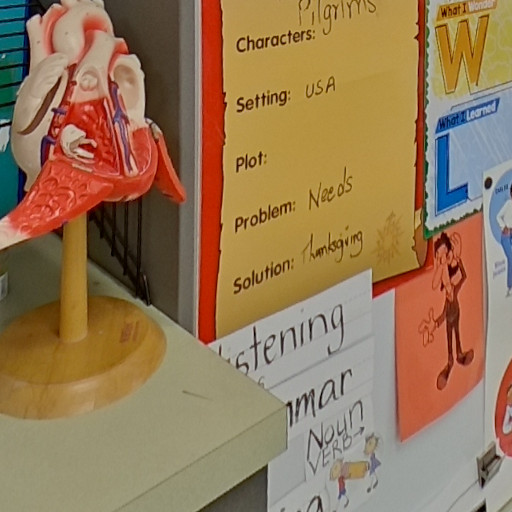 Pilgrims
Characters:
Setting: USA
Plot:
Problem: Needs
Solution: Thanksgiving
What I Wonder
W
What I Learned
L
istening
mmar
Noun
VERB→